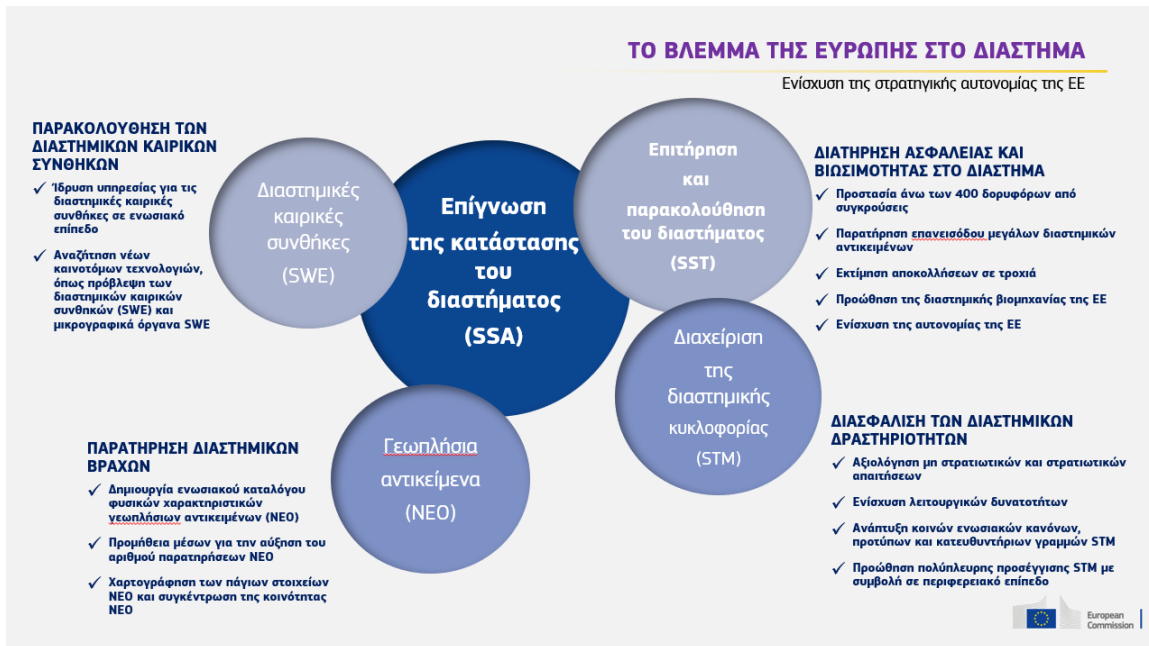 ΤΟ ΒΛΕΜΜΑ ΤΗΣ ΕΥΡΩΠΗΣ ΣΤΟ ΔΙΑΣΤΗΜΑ
Ενίσχυση της στρατηγικής αυτονομίας της ΕΕ
ΠΑΡΑΚΟΛΟΥΘΗΣΗ ΤΩΝ
ΔΙΑΣΤΗΜΙΚΩΝ ΚΑΙΡΙΚΩΝ
ΣΥΝΘΗΚΩΝ
✓ Ίδρυση υπηρεσίας για τις
διαστημικές καιρικές
συνθήκες σε ενωσιακό
επίπεδο
✓ Αναζήτηση νέων
καινοτόμων τεχνολογιών,
όπως πρόβλεψη των
διαστημικών καιρικών
συνθηκών (SWE) και
μικρογραφικά όργανα SWE
Διαστημικές
καιρικές
συνθήκες
(SWE)
Επίγνωση
της κατάστασης
του
διαστήματος
(SSA)
Επιτήρηση
και
παρακολούθηση
του διαστήματος
(SST)
ΔΙΑΤΗΡΗΣΗ ΑΣΦΑΛΕΙΑΣ ΚΑΙ
ΒΙΩΣΙΜΟΤΗΤΑΣ ΣΤΟ ΔΙΑΣΤΗΜΑ
✓ Προστασία άνω των 400 δορυφόρων από
συγκρούσεις
✓ Παρατήρηση επανεισόδου μεγάλων διαστημικών
αντικειμένων
✓ Εκτίμηση αποκολλήσεων σε τροχιά
✓ Προώθηση της διαστημικής βιομηχανίας της ΕΕ
✓ Ενίσχυση της αυτονομίας της ΕΕ
Διαχείριση
της
διαστημικής
κυκλοφορίας
(STM)
ΔΙΑΣΦΑΛΙΣΗ ΤΩΝ ΔΙΑΣΤΗΜΙΚΩΝ
ΔΡΑΣΤΗΡΙΟΤΗΤΩΝ
✓ Αξιολόγηση μη στρατιωτικών και στρατιωτικών
απαιτήσεων
✓ Ενίσχυση λειτουργικών δυνατοτήτων
✓ Ανάπτυξη κοινών ενωσιακών κανόνων,
προτύπων και κατευθυντήριων γραμμών STM
✓ Προώθηση πολύπλευρης προσέγγισης STM με
συμβολή σε περιφερειακό επίπεδο
Γεωπλήσια
αντικείμενα
(NEO)
ΠΑΡΑΤΗΡΗΣΗ ΔΙΑΣΤΗΜΙΚΩΝ
ΒΡΑΧΩΝ
✓ Δημιουργία ενωσιακού καταλόγου
φυσικών χαρακτηριστικών
γεωπλήσιων αντικειμένων (NEO)
✓ Προμήθεια μέσων για την αύξηση του
αριθμού παρατηρήσεων NEO
✓ Χαρτογράφηση των πάγιων στοιχείων
NEO και συγκέντρωση της κοινότητας
NEO
European
Commission